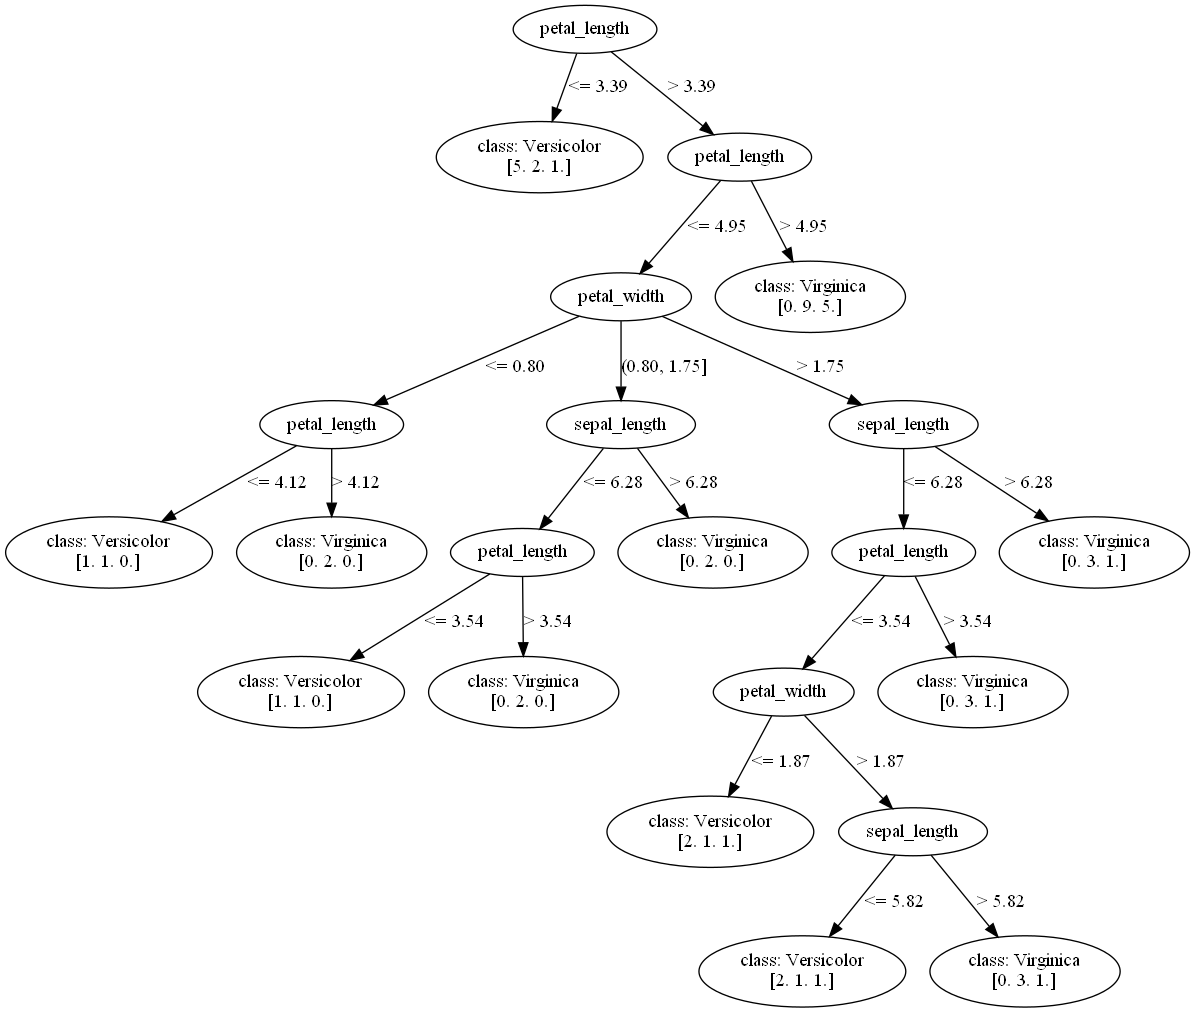 petal_length
<= 3.39
> 3.39
class: Versicolor
[5. 2. 1.]
petal_length
<= 4.95
> 4.95
petal_width
class: Virginica
[0. 9. 5.]
<= 0.80
(0.80, 1.75]
> 1.75
petal_length
sepal_length
sepal_length
<= 4.12
> 4.12
<= 6.28
> 6.28
<= 6.28
> 6.28
class: Versicolor
[1. 1. 0.]
class: Virginica
[0. 2. 0.]
petal_length
class: Virginica
[0. 2. 0.]
petal_length
class: Virginica
[0. 3. 1.]
<= 3.54
> 3.54
<= 3.54
> 3.54
class: Versicolor
[1. 1. 0.]
class: Virginica
[0. 2. 0.]
petal_width
class: Virginica
[0. 3. 1.]
<= 1.87
> 1.87
class: Versicolor
[2. 1. 1.]
sepal_length
<= 5.82
> 5.82
class: Versicolor
[2. 1. 1.]
class: Virginica
[0. 3. 1.]